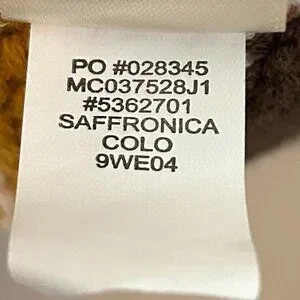 PO #028345
MC037528J1
#5362701
SAFFRONICA
COLO
9WE04